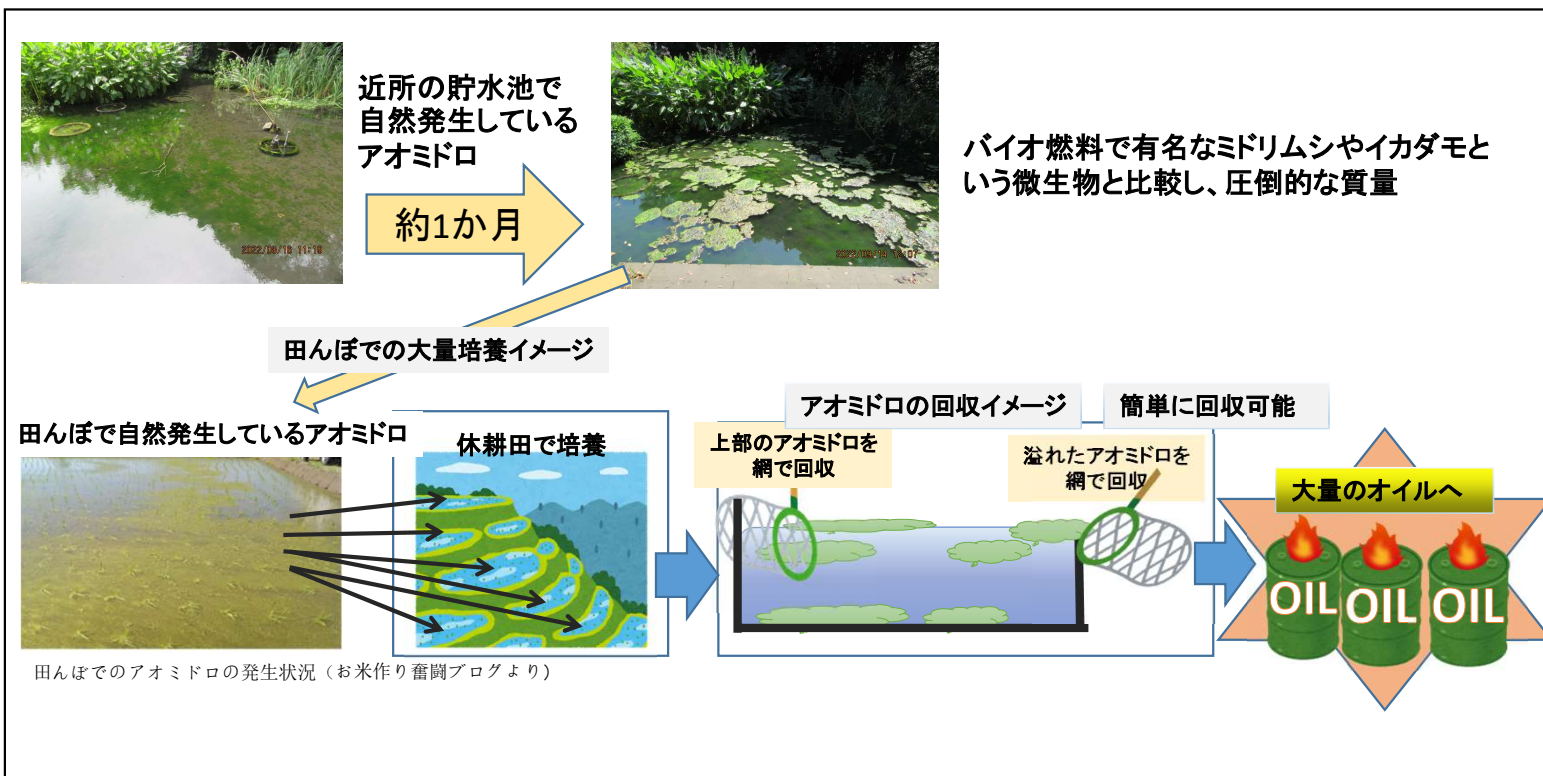 近所の貯水池で
自然発生している
アオミドロ
約1か月
2022/09/14 12:07
バイオ燃料で有名なミドリムシやイカダモと
いう微生物と比較し、圧倒的な質量
田んぼでの大量培養イメージ
田んぼで自然発生しているアオミドロ
休耕田で培養
アオミドロの回収イメージ
簡単に回収可能
上部のアオミドロを
網で回収
溢れたアオミドロを
網で回収
大量のオイルへ
OIL
OIL
OIL
田んぼでのアオミドロの発生状況（お米作り奮闘ブログより）